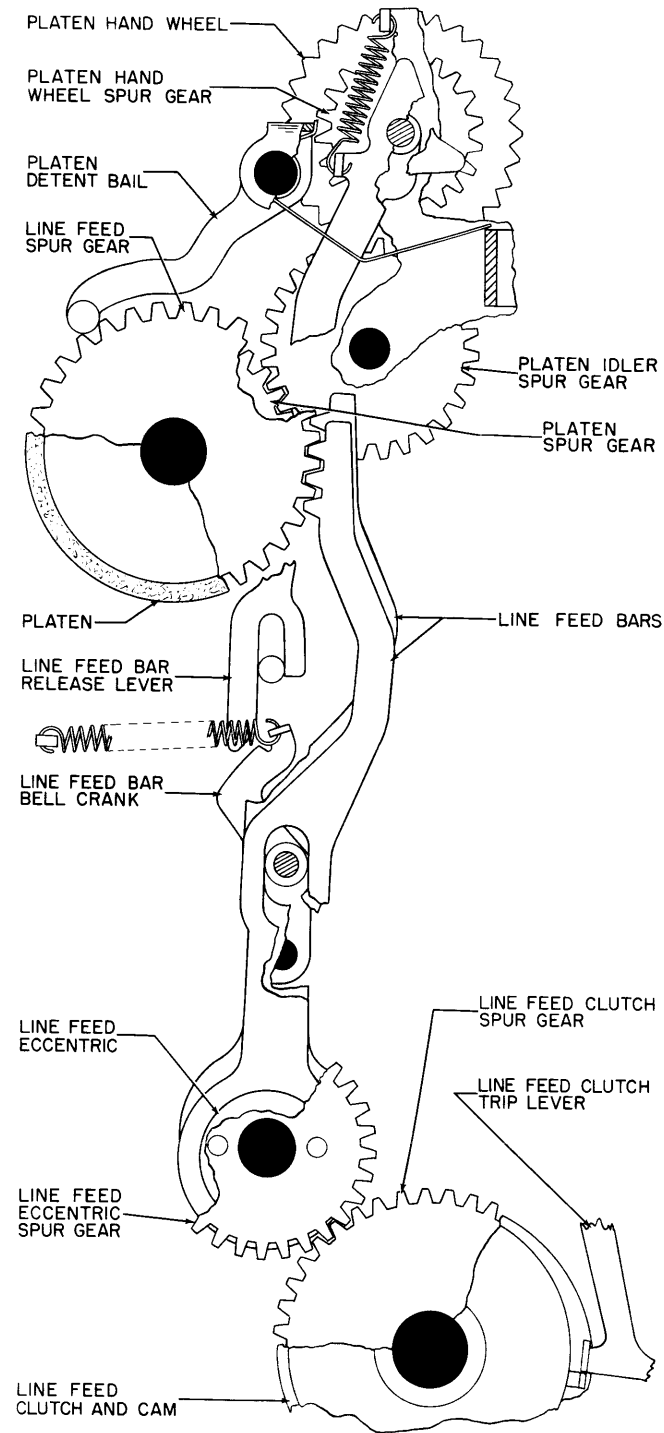 PLATEN HAND WHEEL
PLATEN HAND
WHEEL SPUR GEAR
PLATEN
DETENT BAIL
LINE FEED
SPUR GEAR
PLATEN IDLER
SPUR GEAR
PLATEN
SPUR GEAR
PLATEN
LINE FEED BARS
LINE FEED BAR
RELEASE LEVER
LINE FEED BAR
BELL CRANK
LINE FEED CLUTCH
SPUR GEAR
LINE FEED
ECCENTRIC
LINE FEED CLUTCH
TRIP LEVER
LINE FEED
ECCENTRIC
SPUR GEAR
LINE FEED
CLUTCH AND CAM